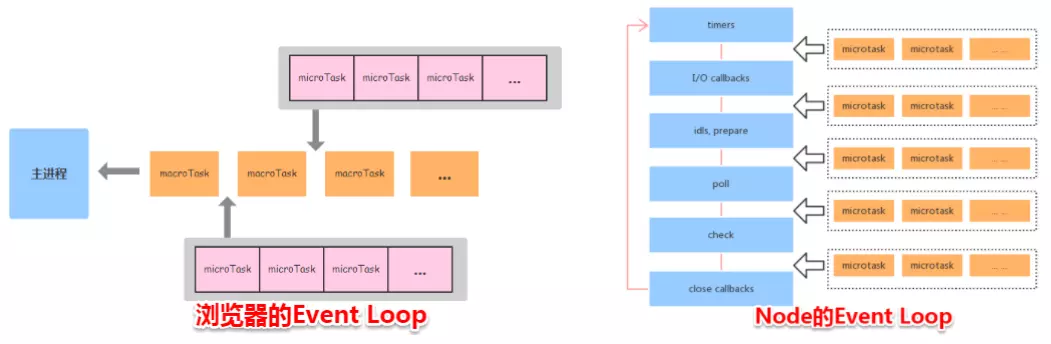 microTask microTask microTask ...
主进程 macroTask macroTask macroTask ...
microTask microTask microTask ...
浏览器的Event Loop
timers
microtask microtask ... ...
I/O callbacks
microtask microtask ... ...
idls, prepare
microtask microtask ... ...
poll
microtask microtask ... ...
check
microtask microtask ... ...
close callbacks
Node的Event Loop